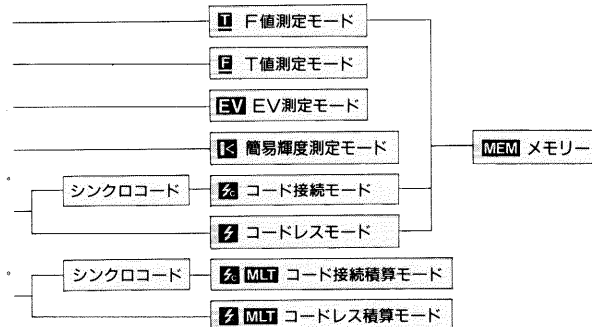 T F値測定モード
F T値測定モード
EV EV測定モード
K 簡易輝度測定モード
MEM メモリー
シンクロコード
C コード接続モード
コードレスモード
シンクロコード
C MLT コード接続積算モード
MLT コードレス積算モード